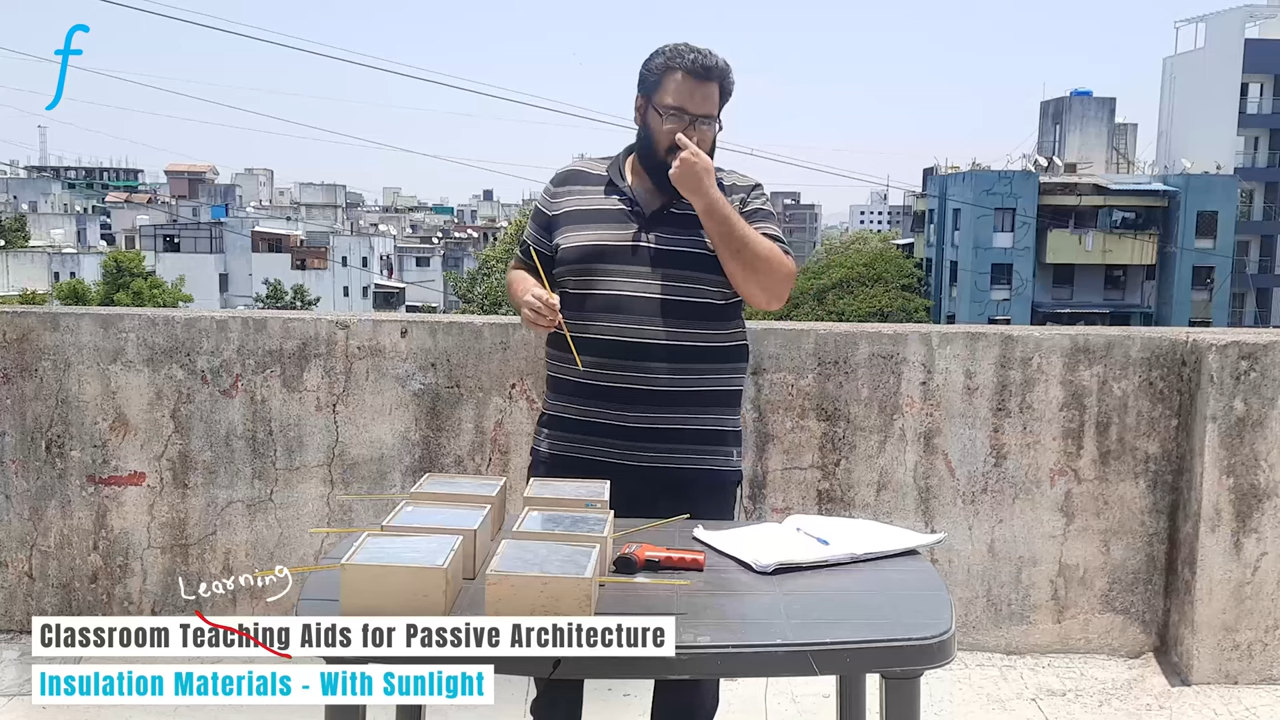 f
Learning
Classroom Teaching Aids for Passive Architecture
Insulation Materials - With Sunlight